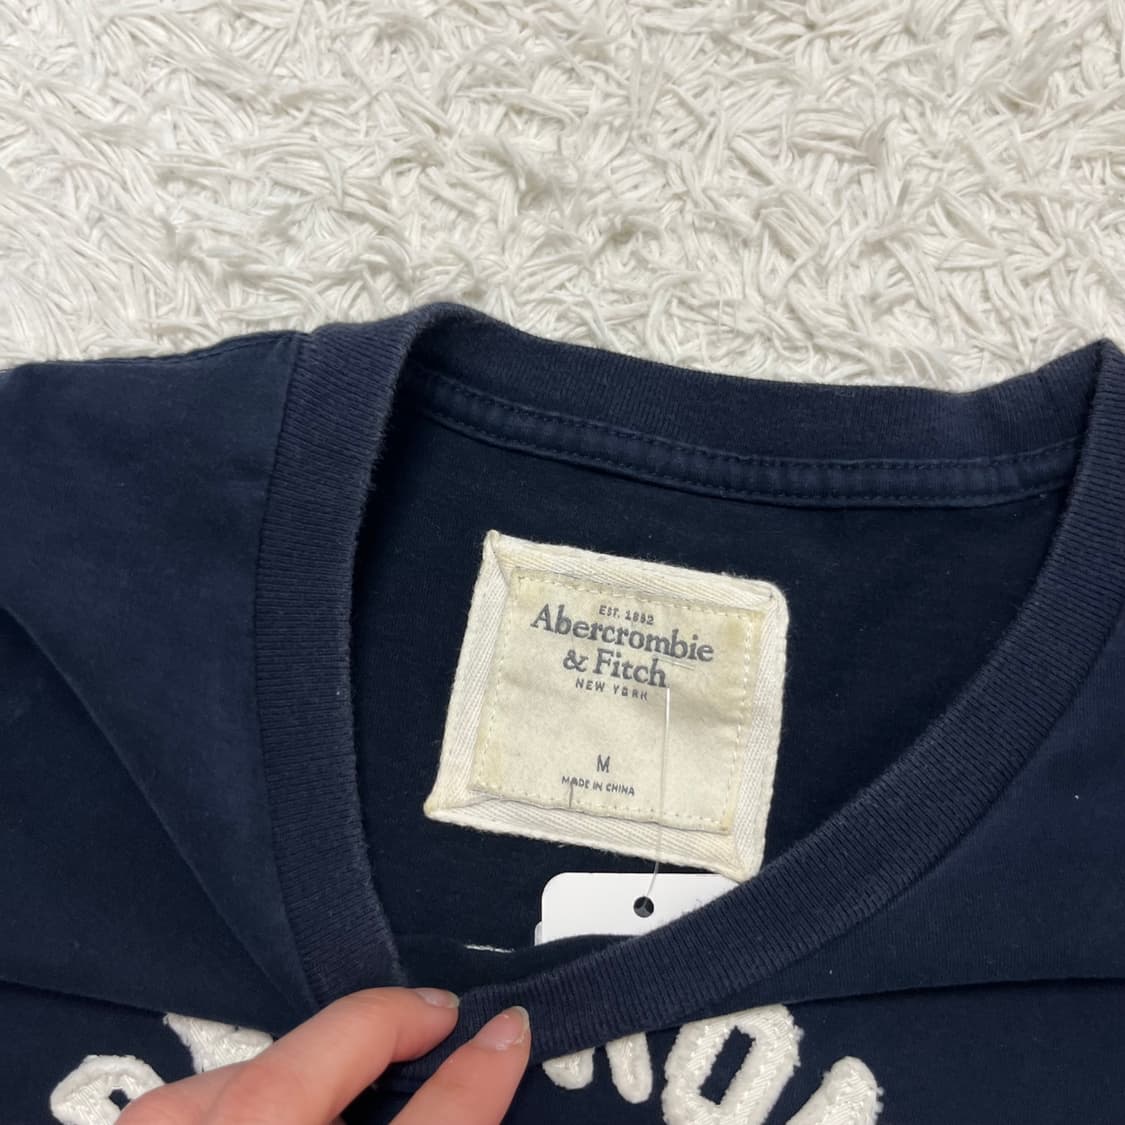 EST. 1892
Abercrombie
& Fitch
NEW YORK
M
MADE IN CHINA